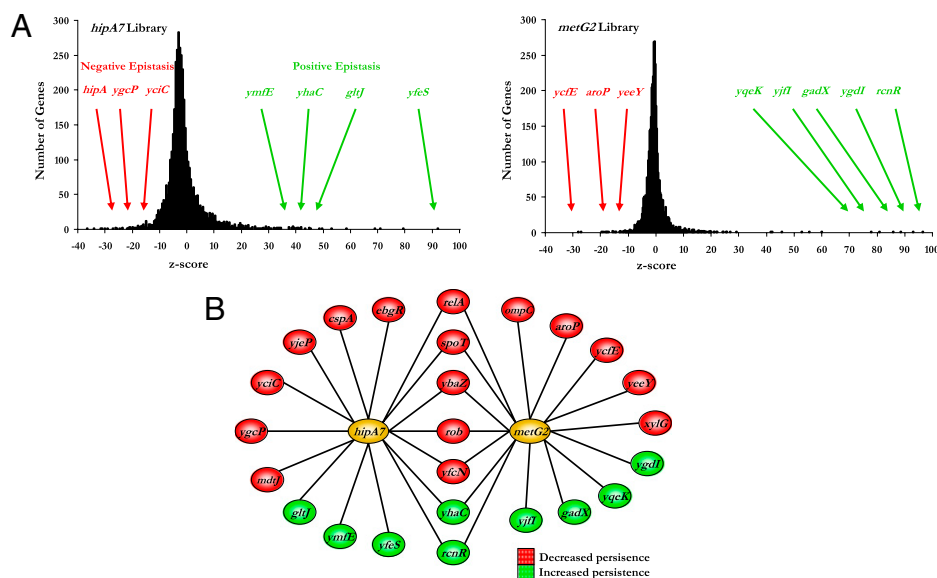 A
hipA7 Library
Number of Genes
300
250
200
150
100
50
0
Negative Epistasis
Positive Epistasis
hipA ygcP yciC
ymfE yhaC gltJ yfeS
-40 -30 -20 -10 0 10 20 30 40 50 60 70 80 90 100
z-score
metG2 Library
Number of Genes
300
250
200
150
100
50
0
ycfE aroP yeeY
yqcK yjfI gadX ygdI rcnR
-40 -30 -20 -10 0 10 20 30 40 50 60 70 80 90 100
z-score
B
relA
ebgR
ompC
cspA
aroP
yjeP
spoT
ycfE
yciC
ybaZ
yeeY
ygcP
hipA7
rob
metG2
xylG
mdtJ
yfcN
ygdI
gltJ
yhaC
yqcK
ymfE
yjfI
gadX
yfeS
rcnR
Decreased persisence
Increased persistence